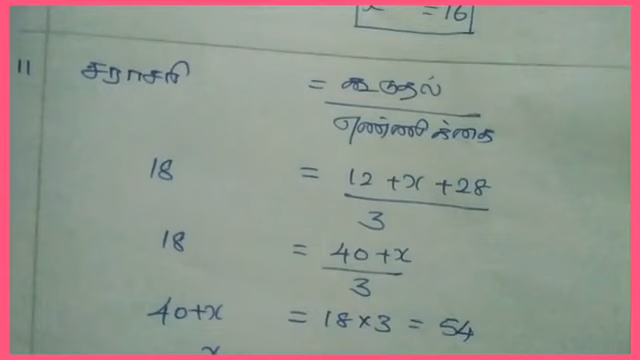 = 16
11 சராசரி = கூடுதல் / எண்ணிக்கை
18 = 12 + x + 28 / 3
18 = 40 + x / 3
40 + x = 18 × 3 = 54
x